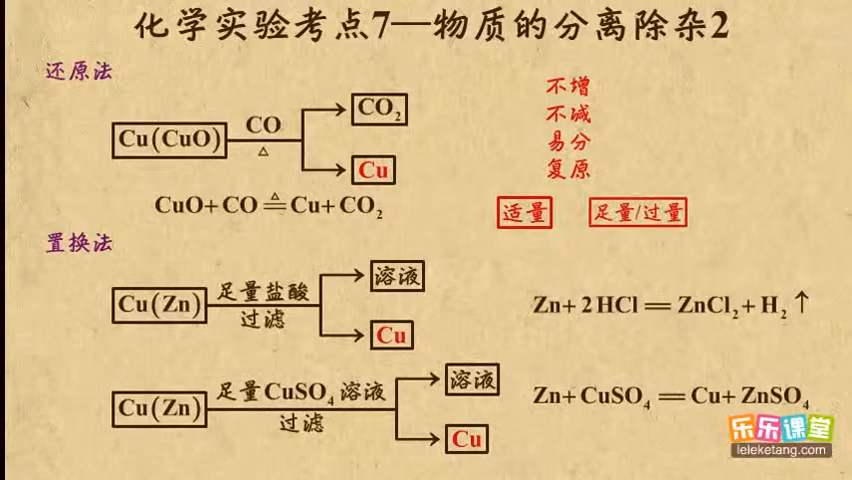 化学实验考点7—物质的分离除杂2
还原法
不增
不减
易分
复原
Cu(CuO)
CO
△
CO₂
Cu
CuO+CO ≜ Cu+CO₂
适量
足量/过量
置换法
Cu(Zn)
足量盐酸
过滤
溶液
Cu
Zn+2HCl═ZnCl₂+H₂↑
Cu(Zn)
足量CuSO₄溶液
过滤
溶液
Cu
Zn+CuSO₄═Cu+ZnSO₄
乐乐课堂
leleketang.com